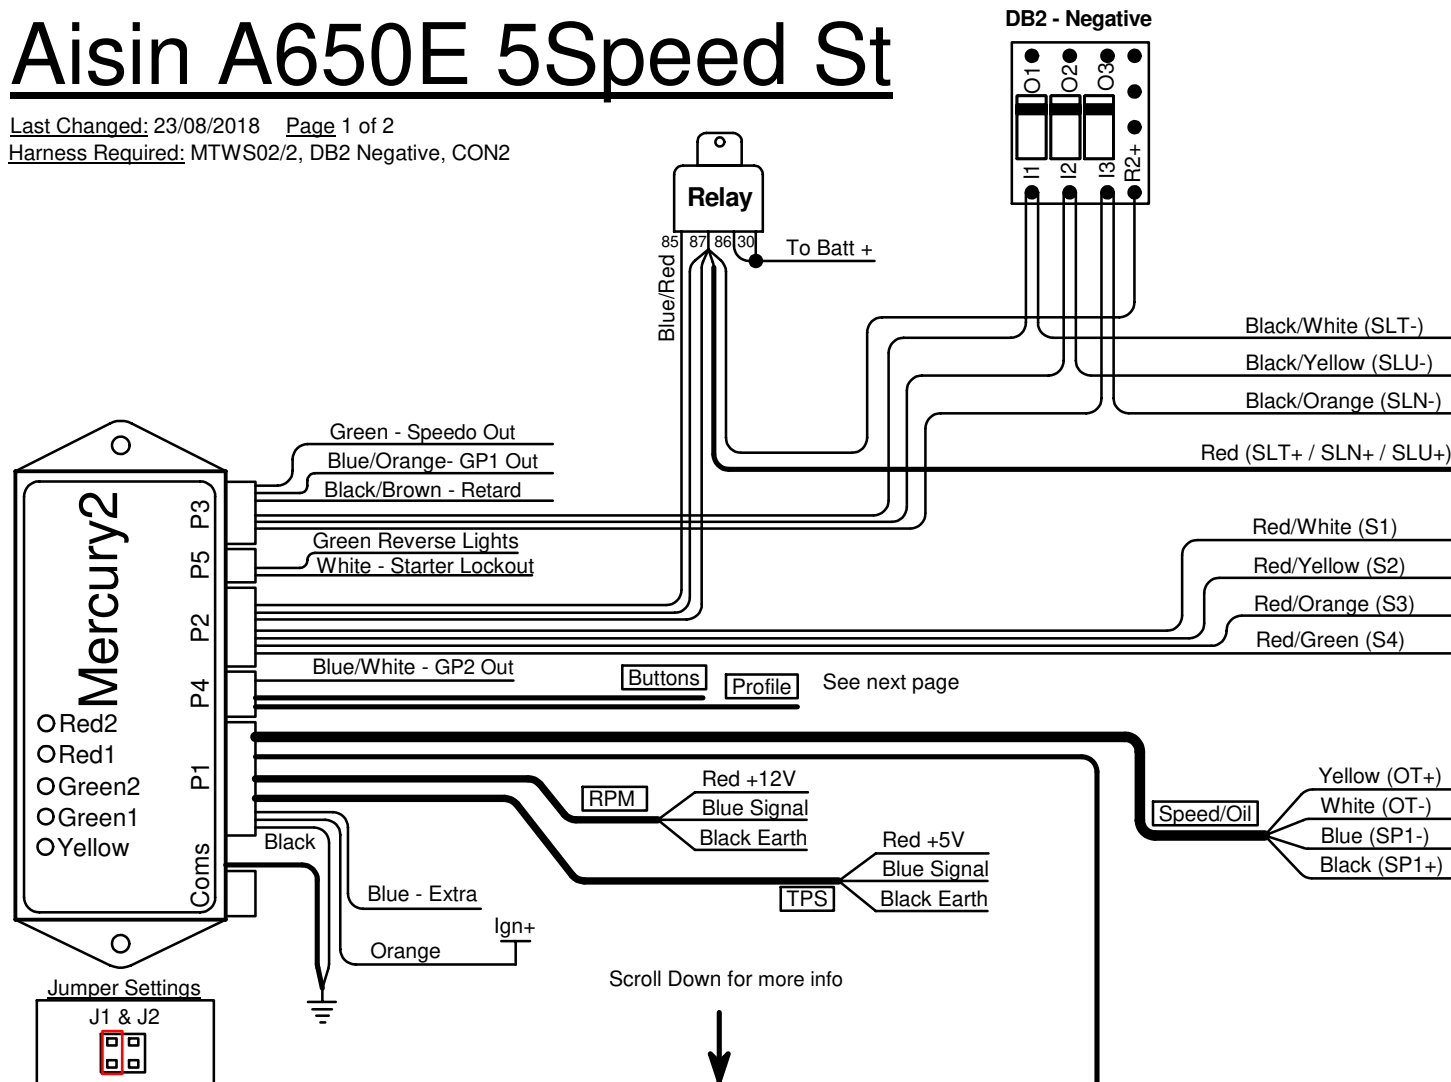 Aisin A650E 5Speed St
Last Changed: 23/08/2018 Page 1 of 2
Harness Required: MTWS02/2, DB2 Negative, CON2
DB2 - Negative
O1 O2 O3
I1 I2 I3 R2+
Relay
85 87 86 30
To Batt +
Blue/Red
Black/White (SLT-)
Black/Yellow (SLU-)
Black/Orange (SLN-)
Red (SLT+ / SLN+ / SLU+)
Red/White (S1)
Red/Yellow (S2)
Red/Orange (S3)
Red/Green (S4)
Green - Speedo Out
Blue/Orange- GP1 Out
Black/Brown - Retard
Green Reverse Lights
White - Starter Lockout
Blue/White - GP2 Out
Mercury2
P3
P5
P2
P4
P1
Coms
Red2
Red1
Green2
Green1
Yellow
Buttons
Profile
See next page
RPM
Red +12V
Blue Signal
Black Earth
TPS
Red +5V
Blue Signal
Black Earth
Speed/Oil
Yellow (OT+)
White (OT-)
Blue (SP1-)
Black (SP1+)
Black
Blue - Extra
Ign+
Orange
Scroll Down for more info
Jumper Settings
J1 & J2